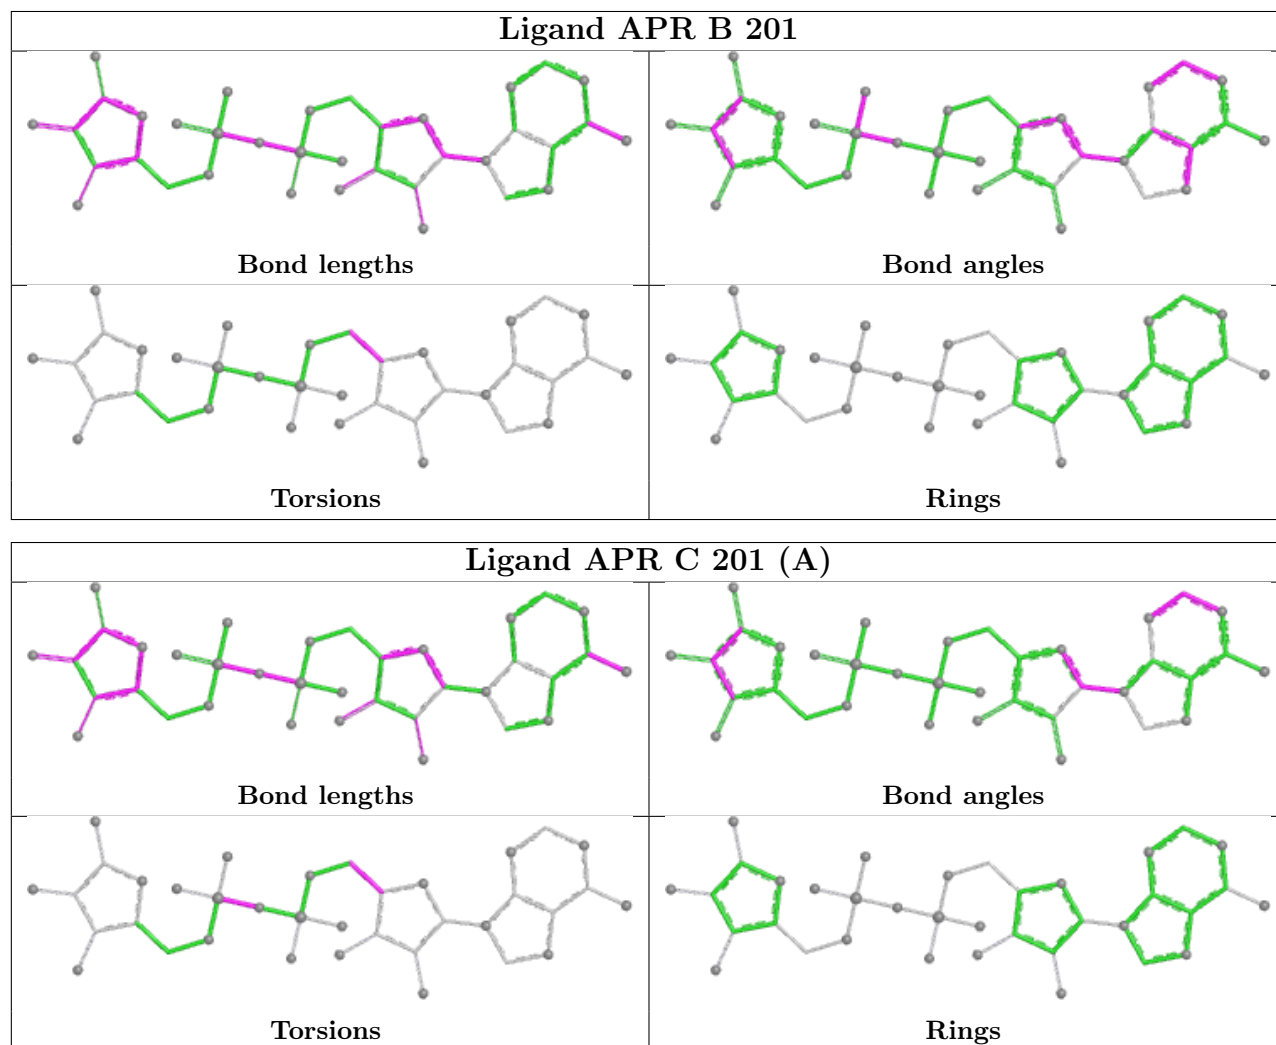 Ligand APR B 201
Bond lengths
Bond angles
Torsions
Rings
Ligand APR C 201 (A)
Bond lengths
Bond angles
Torsions
Rings